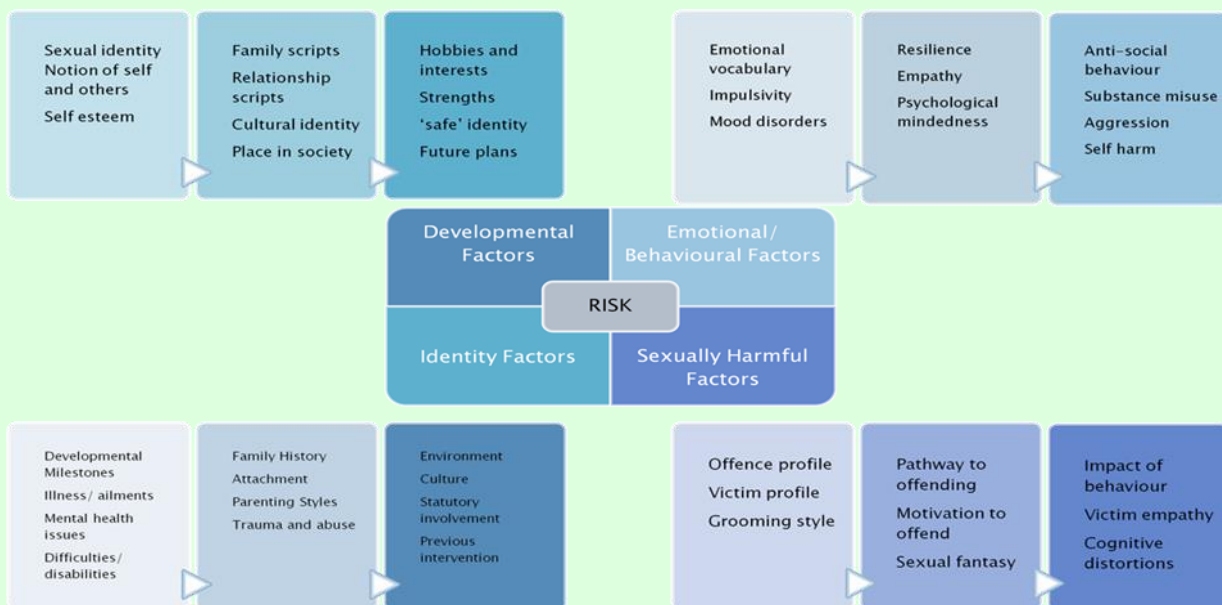 Sexual identity
Notion of self
and others
Self esteem
Family scripts
Relationship
scripts
Cultural identity
Place in society
Hobbies and
interests
Strengths
‘safe’ identity
Future plans
Emotional
vocabulary
Impulsivity
Mood disorders
Resilience
Empathy
Psychological
mindedness
Anti-social
behaviour
Substance misuse
Aggression
Self harm
Developmental
Factors
Emotional/
Behavioural Factors
RISK
Identity Factors
Sexually Harmful
Factors
Developmental
Milestones
Illness/ ailments
Mental health
issues
Difficulties/
disabilities
Family History
Attachment
Parenting Styles
Trauma and abuse
Environment
Culture
Statutory
involvement
Previous
intervention
Offence profile
Victim profile
Grooming style
Pathway to
offending
Motivation to
offend
Sexual fantasy
Impact of
behaviour
Victim empathy
Cognitive
distortions